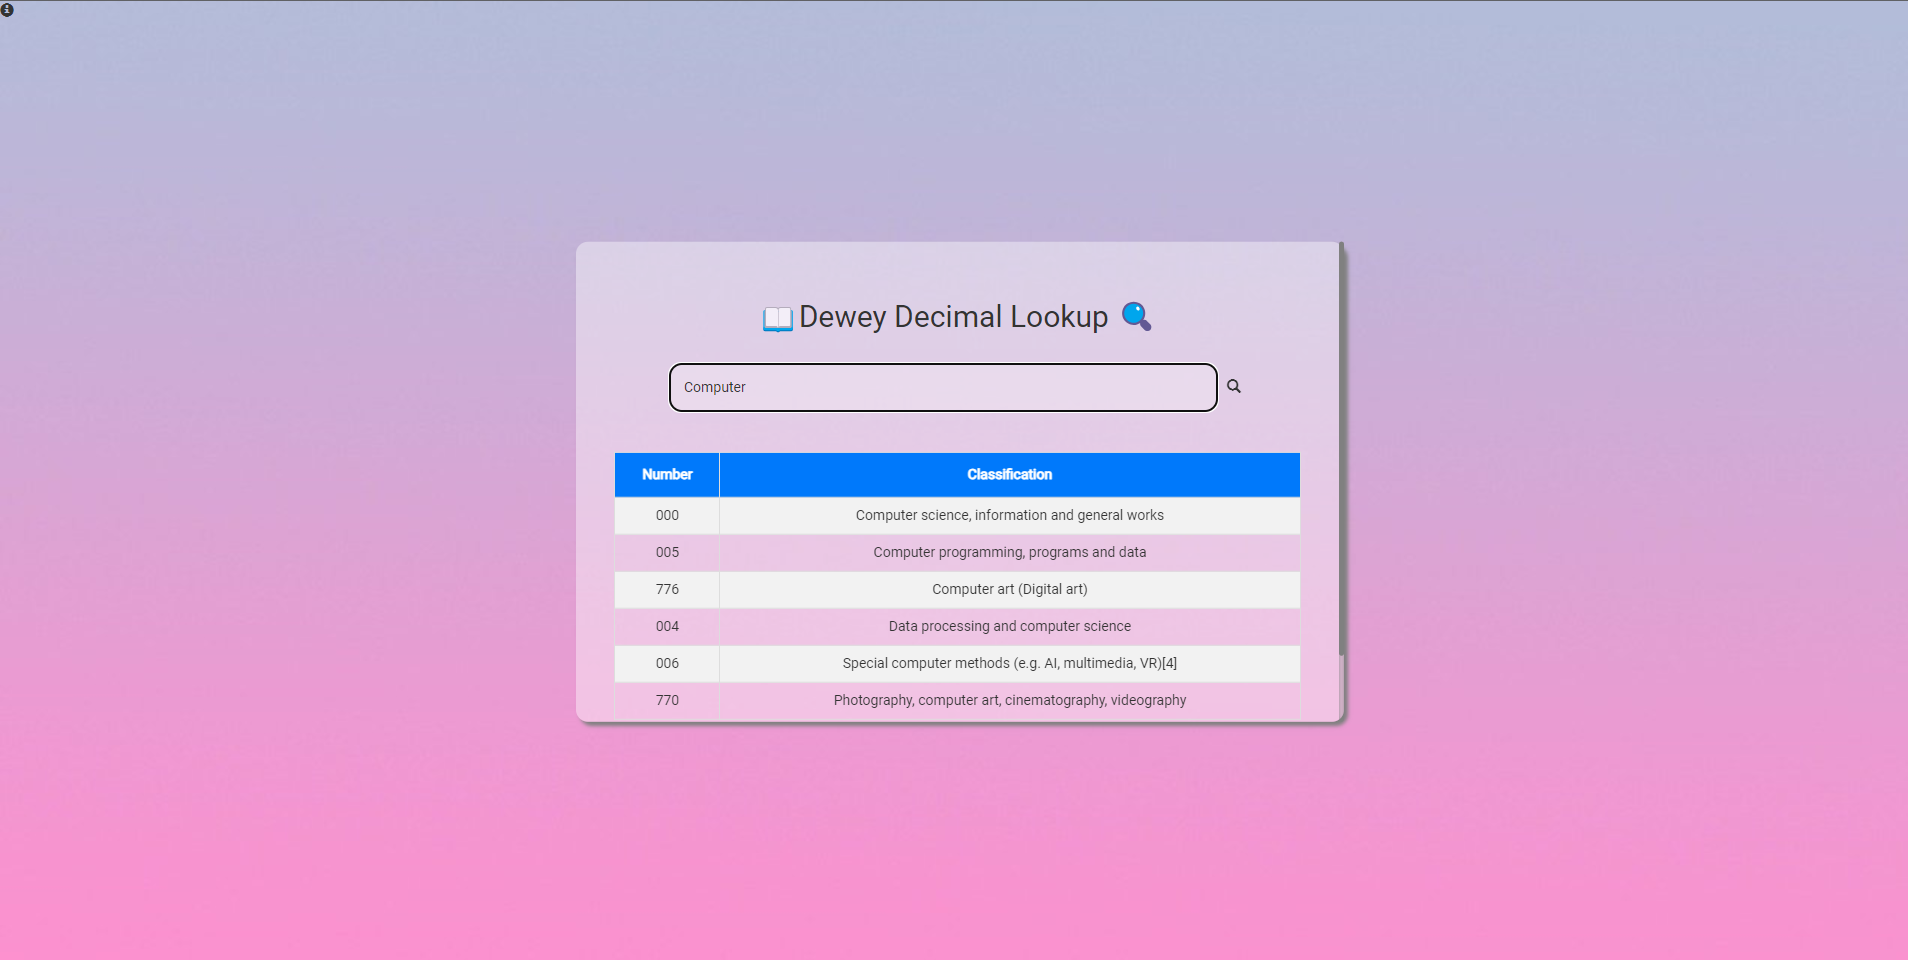 Dewey Decimal Lookup
Computer
Number Classification
000 Computer science, information and general works
005 Computer programming, programs and data
776 Computer art (Digital art)
004 Data processing and computer science
006 Special computer methods (e.g. AI, multimedia, VR)[4]
770 Photography, computer art, cinematography, videography